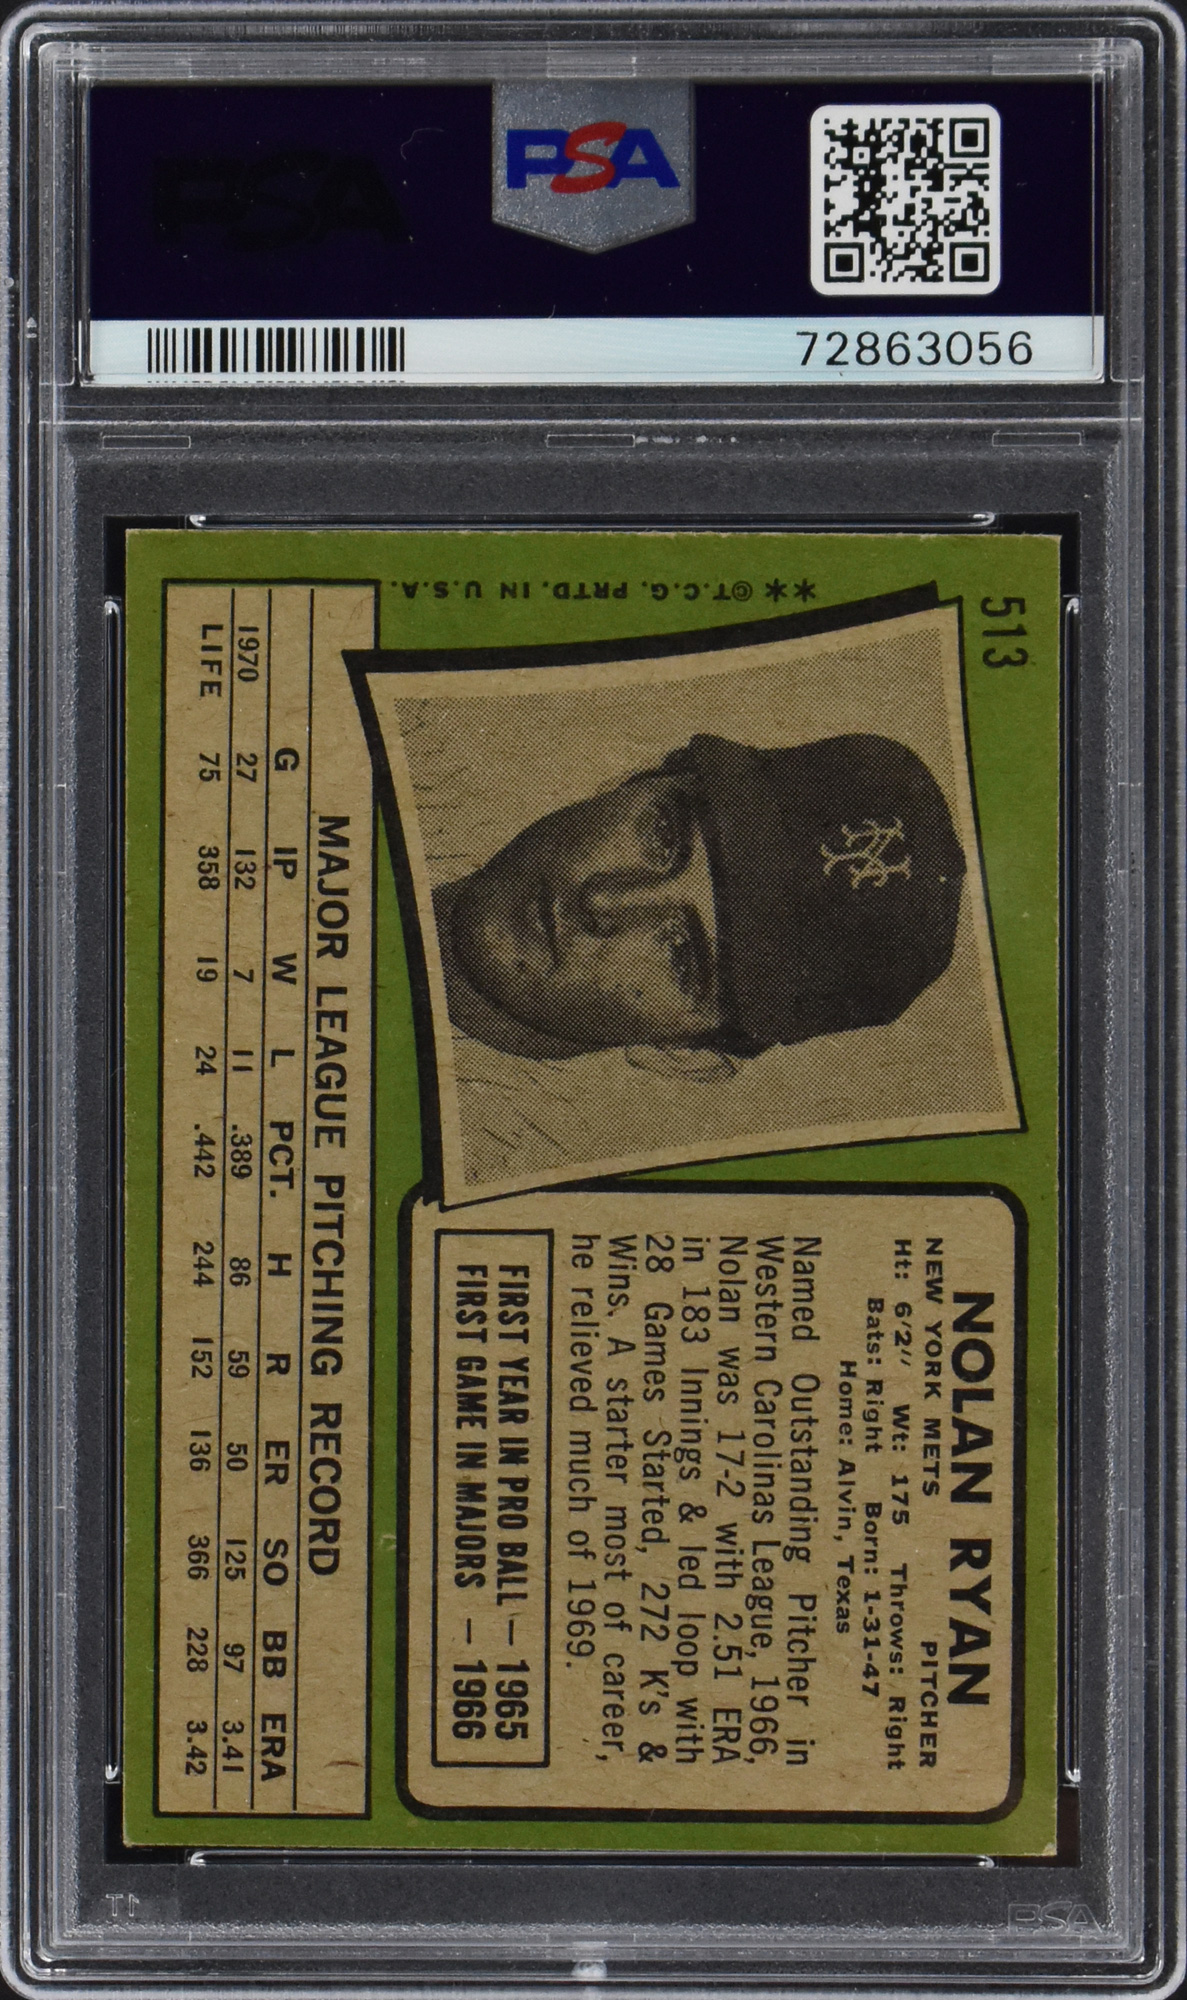 PSA
PSA
72863056
513
** ©T.C.G. PRTD. IN U.S.A.
NOLAN RYAN
NEW YORK METS PITCHER
Ht: 6'2" Wt: 175 Throws: Right
Bats: Right Born: 1-31-47
Home: Alvin, Texas
Named Outstanding Pitcher in
Western Carolinas League, 1966,
Nolan was 17-2 with 2.51 ERA
in 183 Innings & led loop with
28 Games Started, 272 K's &
Wins. A starter most of career,
he relieved much of 1969.
FIRST YEAR IN PRO BALL — 1965
FIRST GAME IN MAJORS — 1966
NY
MAJOR LEAGUE PITCHING RECORD
G IP W L PCT. H R ER SO BB ERA
1970 27 132 7 11 .389 86 59 50 125 97 3.41
LIFE 75 358 19 24 .442 244 152 136 366 228 3.42
PSA